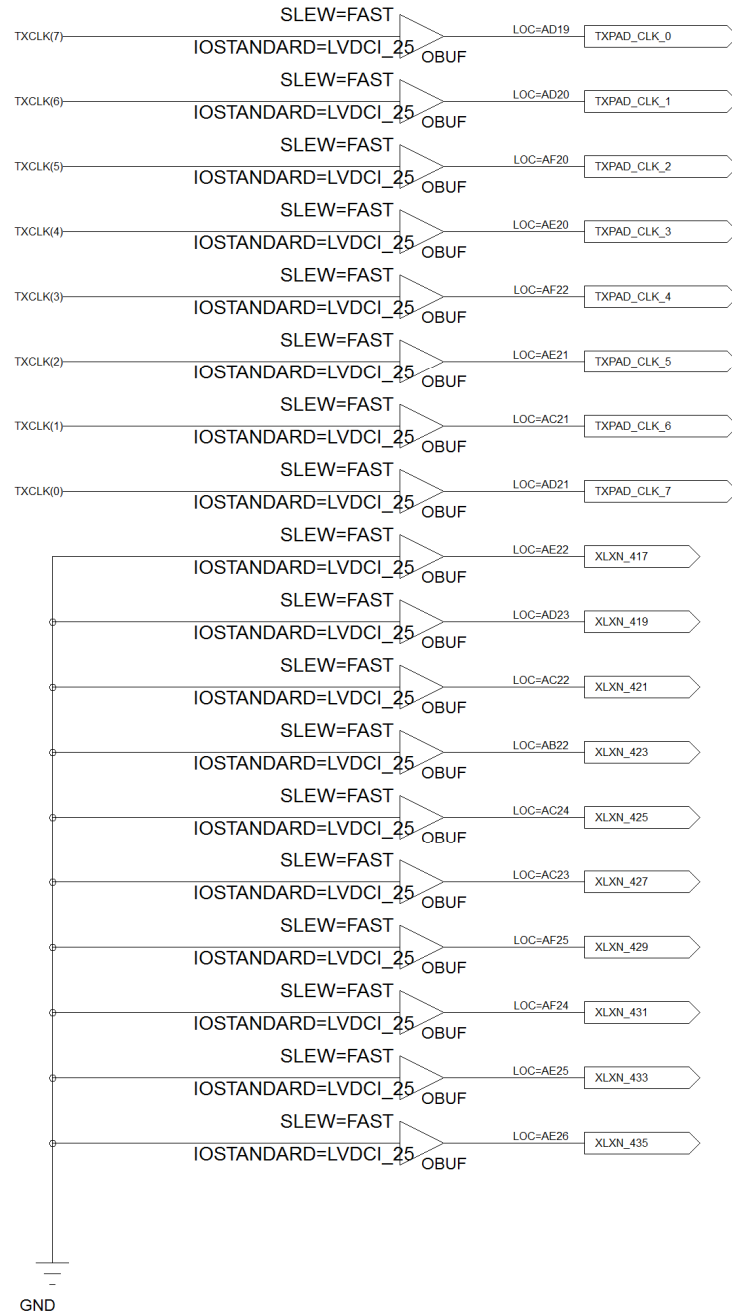 SLEW=FAST
TXCLK(7) IOSTANDARD=LVDCI_25 OBUF LOC=AD19 TXPAD_CLK_0
SLEW=FAST
TXCLK(6) IOSTANDARD=LVDCI_25 OBUF LOC=AD20 TXPAD_CLK_1
SLEW=FAST
TXCLK(5) IOSTANDARD=LVDCI_25 OBUF LOC=AF20 TXPAD_CLK_2
SLEW=FAST
TXCLK(4) IOSTANDARD=LVDCI_25 OBUF LOC=AE20 TXPAD_CLK_3
SLEW=FAST
TXCLK(3) IOSTANDARD=LVDCI_25 OBUF LOC=AF22 TXPAD_CLK_4
SLEW=FAST
TXCLK(2) IOSTANDARD=LVDCI_25 OBUF LOC=AE21 TXPAD_CLK_5
SLEW=FAST
TXCLK(1) IOSTANDARD=LVDCI_25 OBUF LOC=AC21 TXPAD_CLK_6
SLEW=FAST
TXCLK(0) IOSTANDARD=LVDCI_25 OBUF LOC=AD21 TXPAD_CLK_7
SLEW=FAST
IOSTANDARD=LVDCI_25 OBUF LOC=AE22 XLXN_417
SLEW=FAST
IOSTANDARD=LVDCI_25 OBUF LOC=AD23 XLXN_419
SLEW=FAST
IOSTANDARD=LVDCI_25 OBUF LOC=AC22 XLXN_421
SLEW=FAST
IOSTANDARD=LVDCI_25 OBUF LOC=AB22 XLXN_423
SLEW=FAST
IOSTANDARD=LVDCI_25 OBUF LOC=AC24 XLXN_425
SLEW=FAST
IOSTANDARD=LVDCI_25 OBUF LOC=AC23 XLXN_427
SLEW=FAST
IOSTANDARD=LVDCI_25 OBUF LOC=AF25 XLXN_429
SLEW=FAST
IOSTANDARD=LVDCI_25 OBUF LOC=AF24 XLXN_431
SLEW=FAST
IOSTANDARD=LVDCI_25 OBUF LOC=AE25 XLXN_433
SLEW=FAST
IOSTANDARD=LVDCI_25 OBUF LOC=AE26 XLXN_435
GND